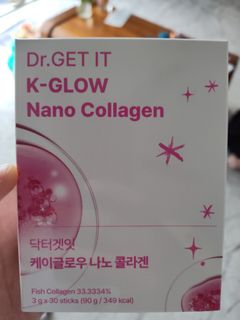 Dr.GET IT
K-GLOW
Nano Collagen
닥터겟잇
케이글로우 나노 콜라겐
Fish Collagen 33.3334%
3 g x 30 sticks (90 g / 349 kcal)